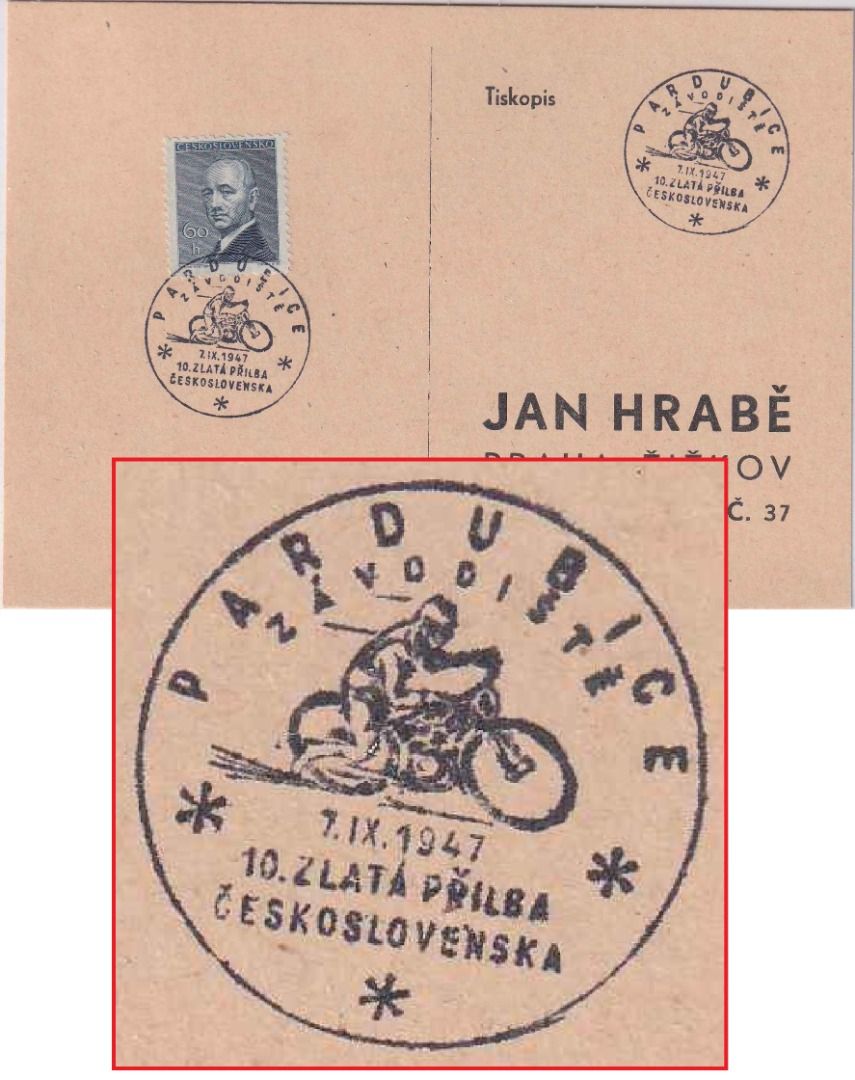 ČESKOSLOVENSKO
60
h
PARDUBICE
ZÁVODIŠTĚ
7.IX.1947
10.ZLATÁ PŘILBA
ČESKOSLOVENSKA
Tiskopis
PARDUBICE
ZÁVODIŠTĚ
7.IX.1947
10.ZLATÁ PŘILBA
ČESKOSLOVENSKA
JAN HRABĚ
OV
Č. 37
PARDUBICE
ZÁVODIŠTĚ
7.IX.1947
10.ZLATÁ PŘILBA
ČESKOSLOVENSKA